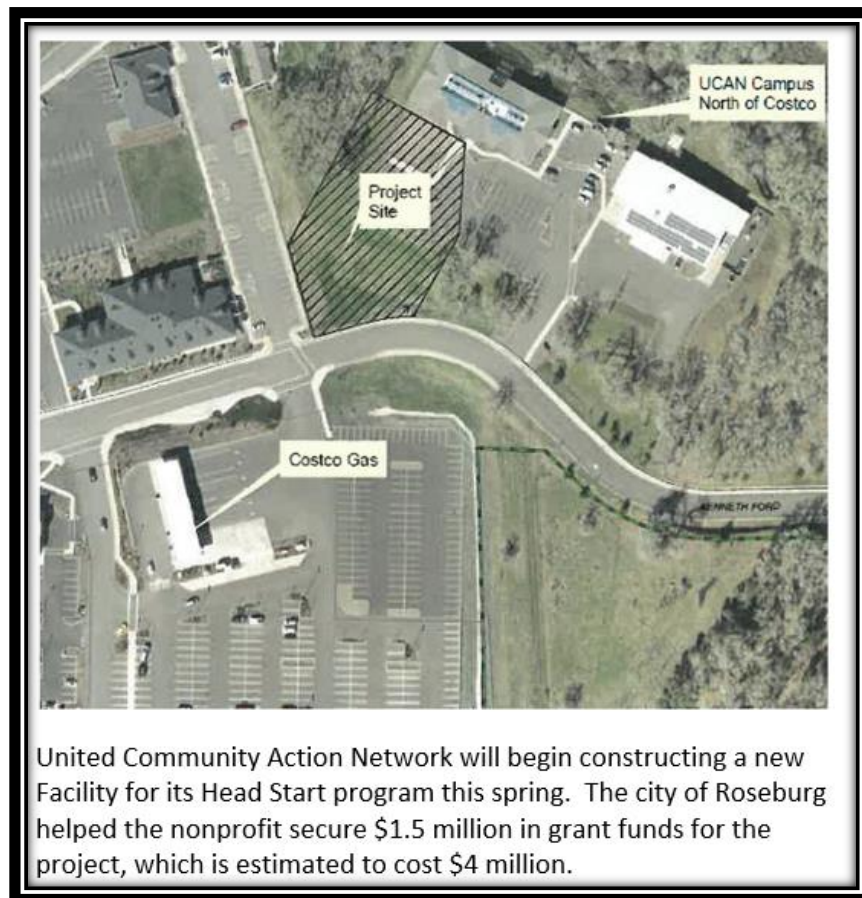 UCAN Campus
North of Costco
Project
Site
Costco Gas
KENNETH FORD
United Community Action Network will begin constructing a new
Facility for its Head Start program this spring.  The city of Roseburg
helped the nonprofit secure $1.5 million in grant funds for the
project, which is estimated to cost $4 million.